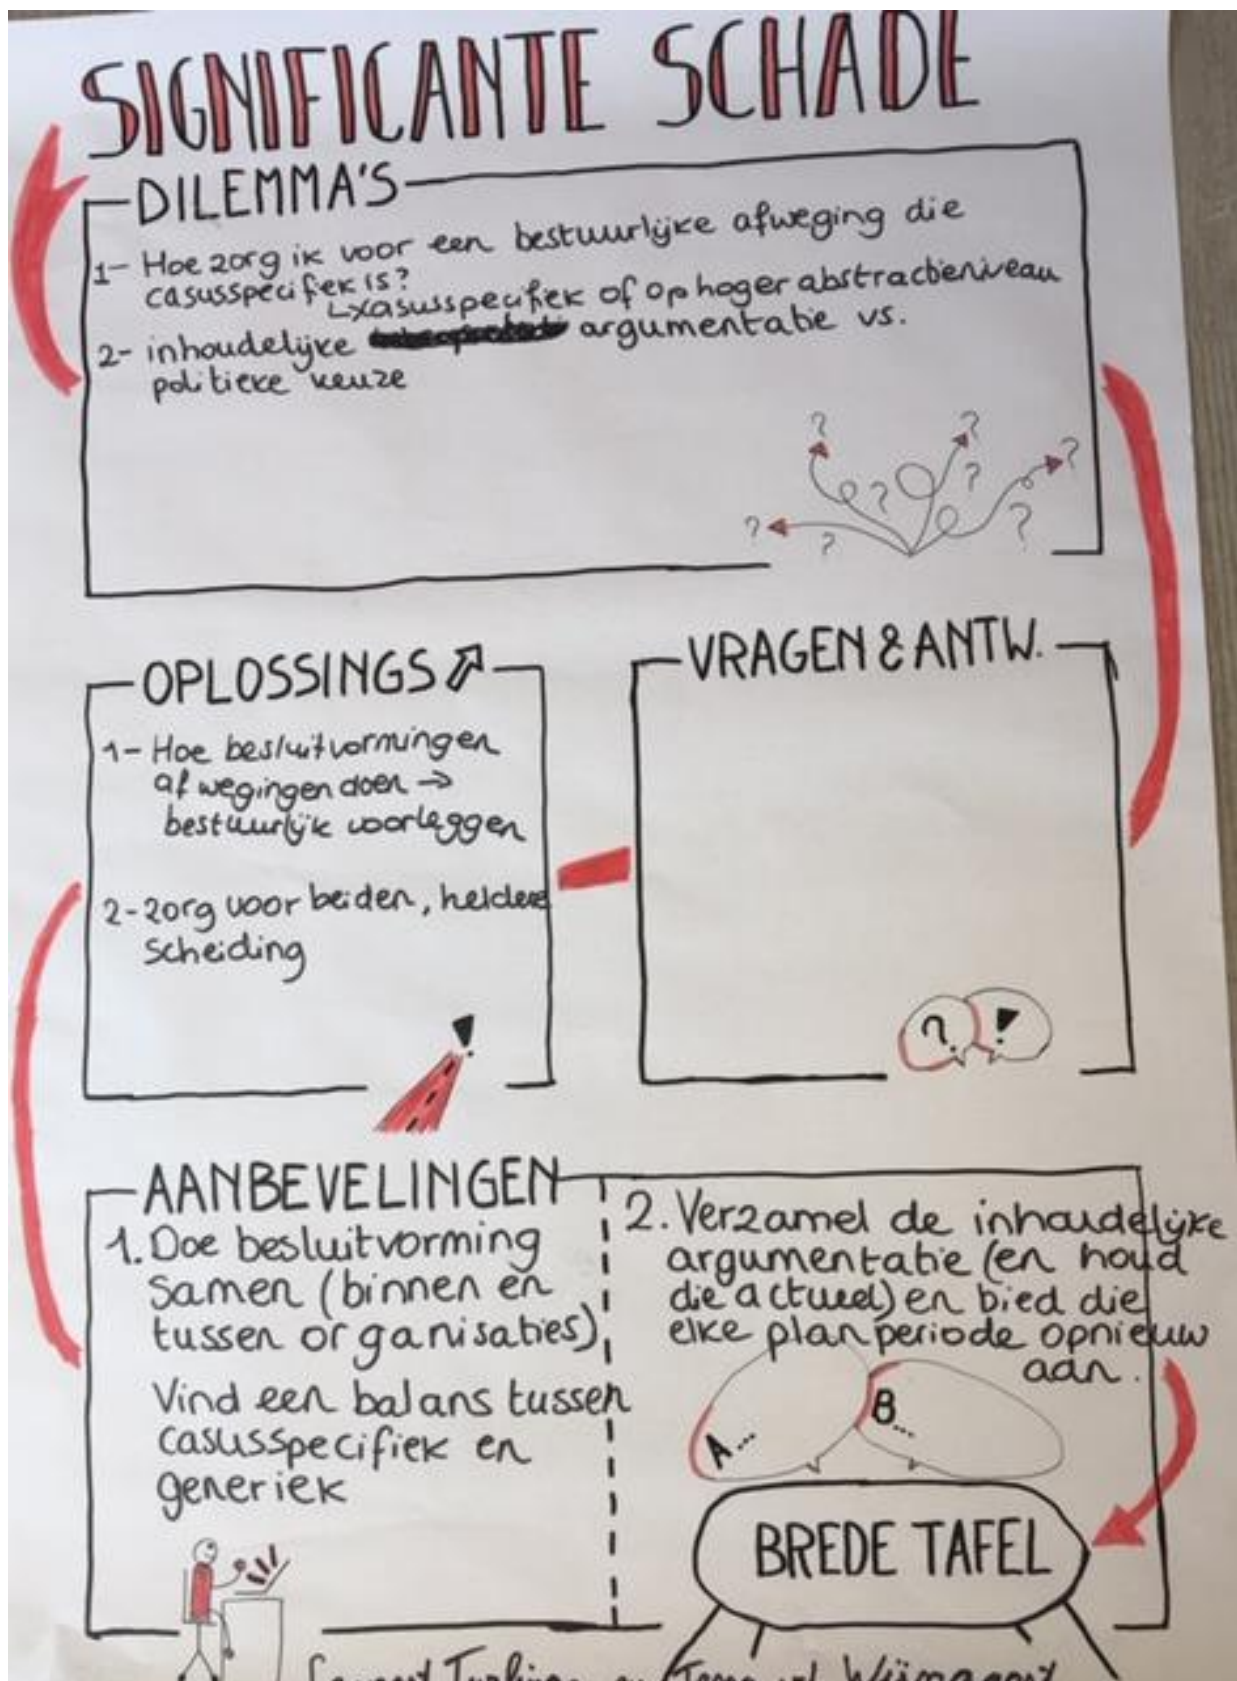 SIGNIFICANTE SCHADE
DILEMMA'S
1- Hoe zorg ik voor een bestuurlijke afweging die
casusspecifek is?
↳casusspecifiek of op hoger abstractieniveau
2- inhoudelijke argumentatie vs.
politieke keuze
? ? ?
? ? ?
? ?
OPLOSSINGS
1- Hoe besluitvormingen
afwegingen doen →
bestuurlijk voorleggen
2- zorg voor beiden, heldere
scheiding
!
VRAGEN & ANTW.
? !
AANBEVELINGEN
1. Doe besluitvorming
samen (binnen en
tussen organisaties)
Vind een balans tussen
casusspecifiek en
generiek
2. Verzamel de inhoudelijke
argumentatie (en houd
die actueel) en bied die
elke planperiode opnieuw
aan.
A...
B...
BREDE TAFEL